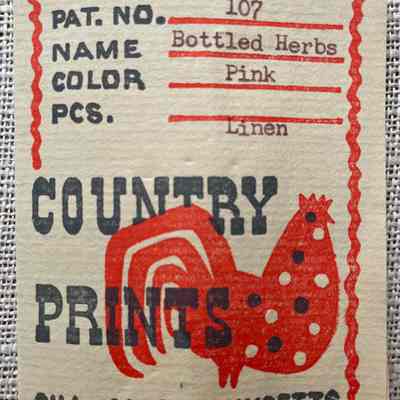 PAT. NO. 107
NAME Bottled Herbs
COLOR Pink
PCS. Linen
COUNTRY
PRINTS